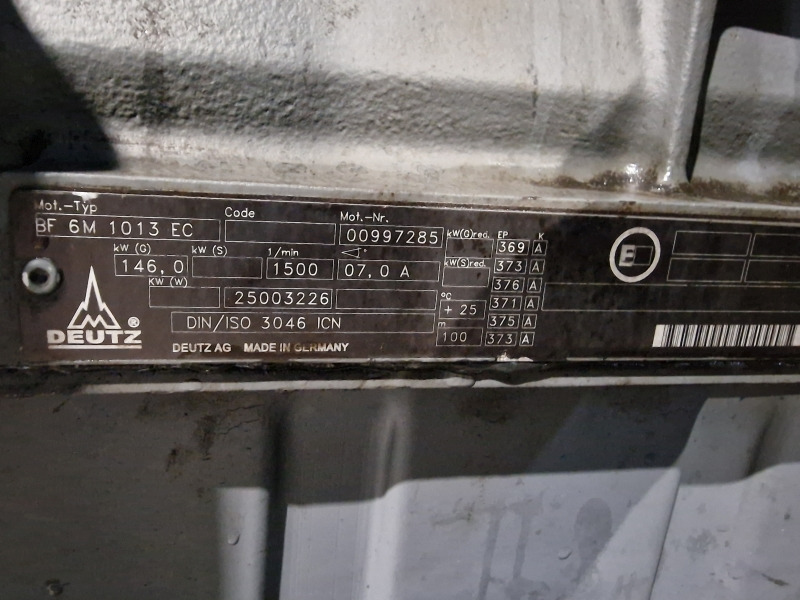 Mot.-Typ Code Mot.-Nr.
BF 6M 1013 EC 00997285 kW(G)red. EP K
369 A
kW (G) kW (S) 1/min
146,0 1500 07,0 A kW(S)red. 373 A
376 A
KW (W) 25003226 °C 371 A
+ 25
DIN/ISO 3046 ICN m 375 A
100 373 A
DEUTZ ®
DEUTZ AG MADE IN GERMANY
E